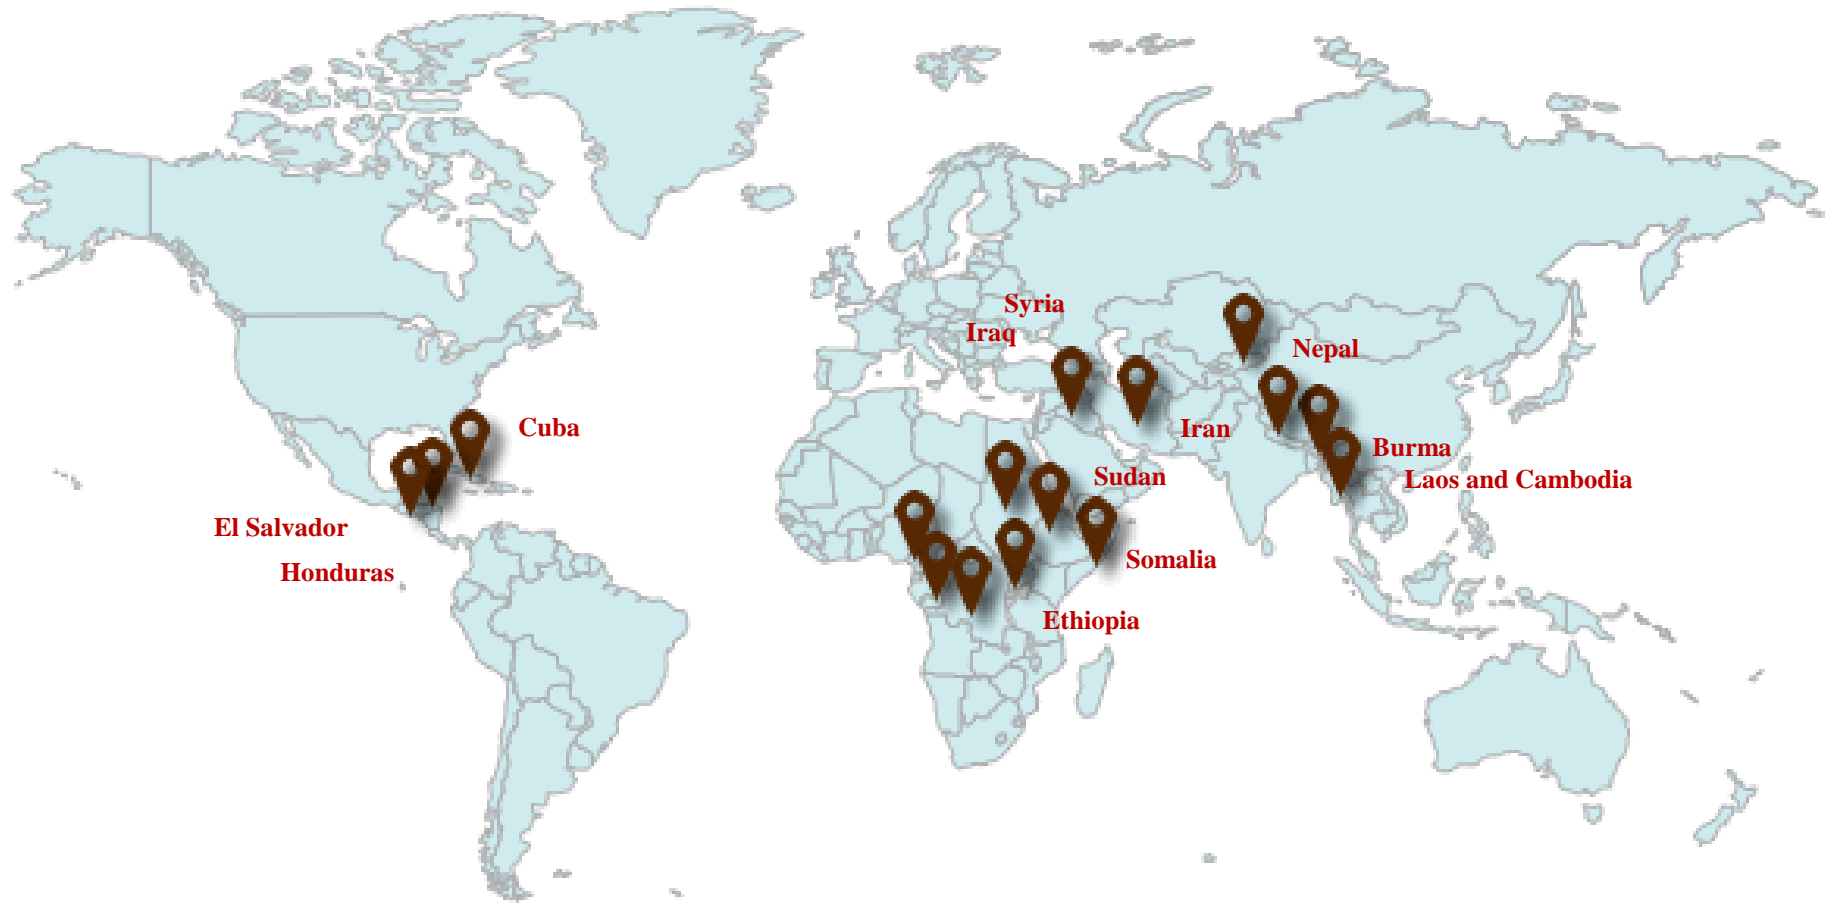 Syria
Iraq
Nepal
Cuba
Iran
Burma
Sudan
Laos and Cambodia
El Salvador
Somalia
Honduras
Ethiopia